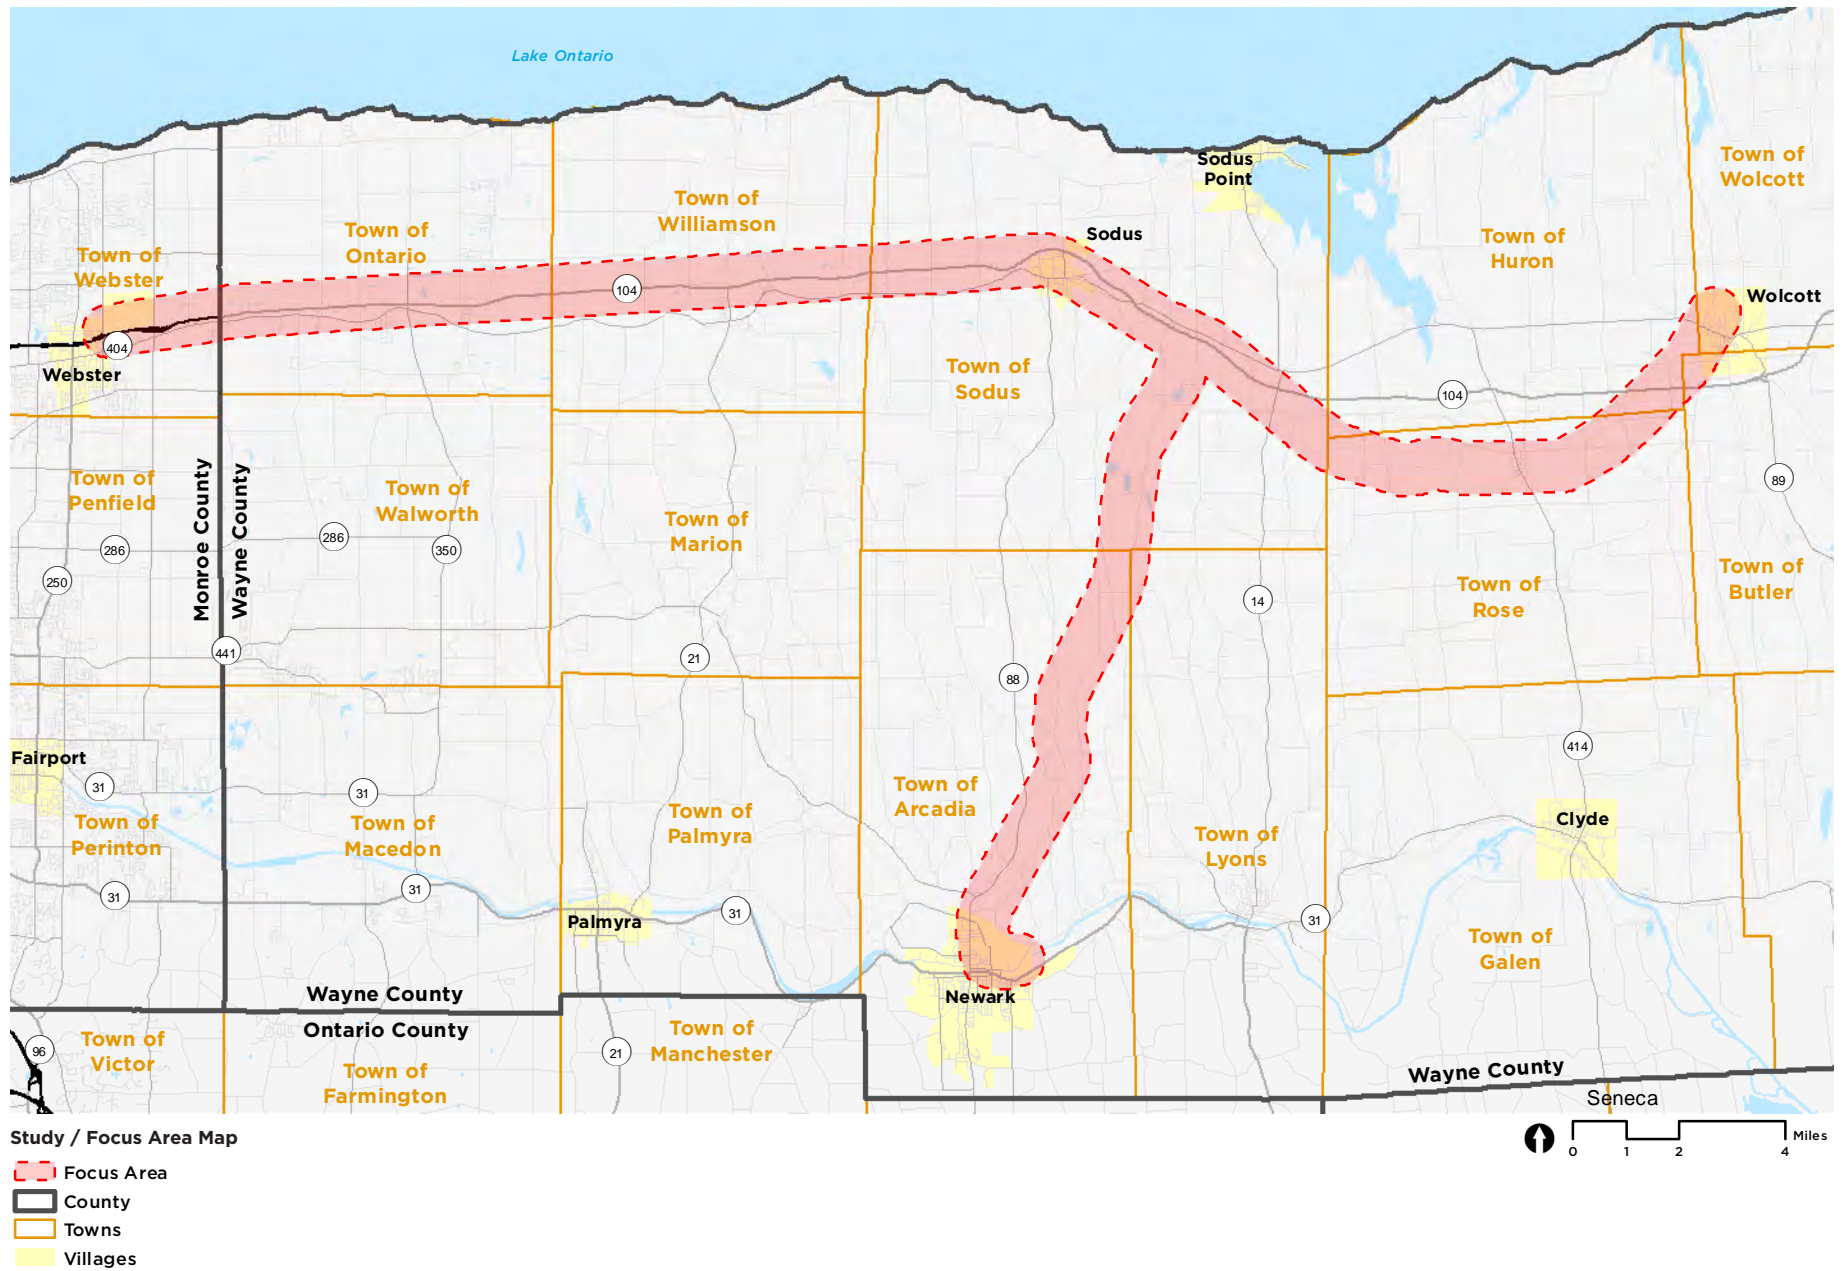 Lake Ontario
Sodus
Point
Town of
Wolcott
Town of
Williamson
Town of
Ontario
Sodus
Town of
Huron
Town of
Webster
104
Wolcott
404
Webster
Town of
Sodus
104
Town of
Penfield
Monroe County
Wayne County
Town of
Walworth
89
Town of
Marion
286
286
350
250
Town of
Rose
Town of
Butler
14
441
21
88
414
Fairport
31
31
Town of
Arcadia
Town of
Palmyra
Clyde
Town of
Perinton
Town of
Macedon
Town of
Lyons
31
31
Palmyra
31
31
Town of
Galen
Wayne County
Newark
Ontario County
Town of
Victor
96
Town of
Manchester
21
Town of
Farmington
Wayne County
Seneca
Study / Focus Area Map
Miles
0 1 2 4
Focus Area
County
Towns
Villages